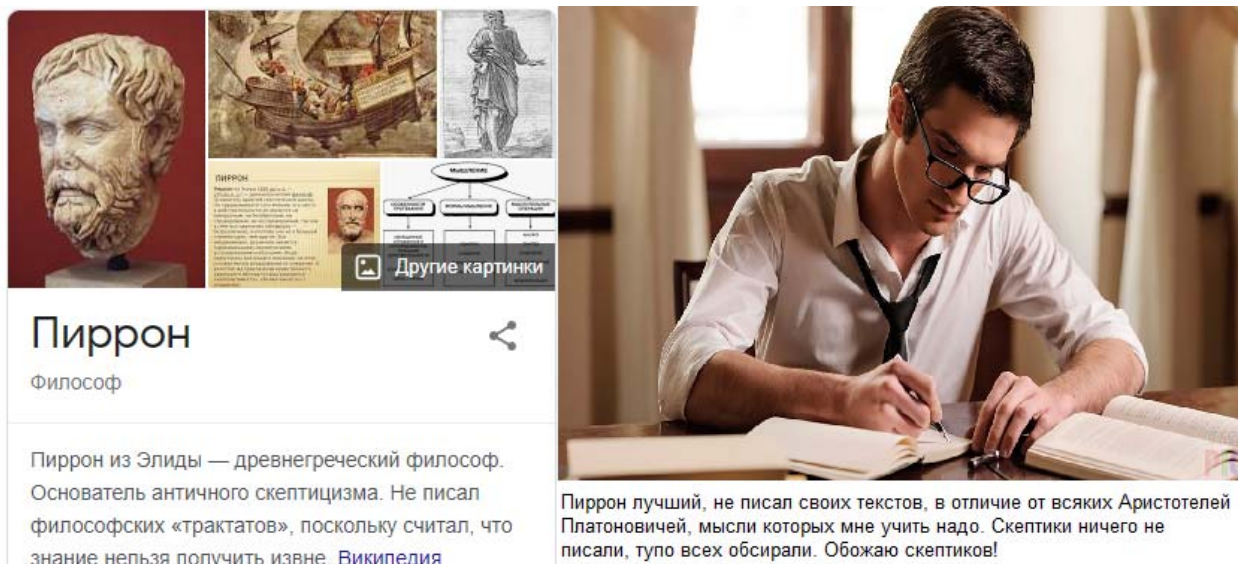 ПИРРОН
МЫШЛЕНИЕ
Другие картинки
Пиррон
Философ
Пиррон из Элиды — древнегреческий философ.
Основатель античного скептицизма. Не писал
философских «трактатов», поскольку считал, что
знание нельзя получить извне. Википедия
Пиррон лучший, не писал своих текстов, в отличие от всяких Аристотелей
Платоновичей, мысли которых мне учить надо. Скептики ничего не
писали, тупо всех обсирали. Обожаю скептиков!